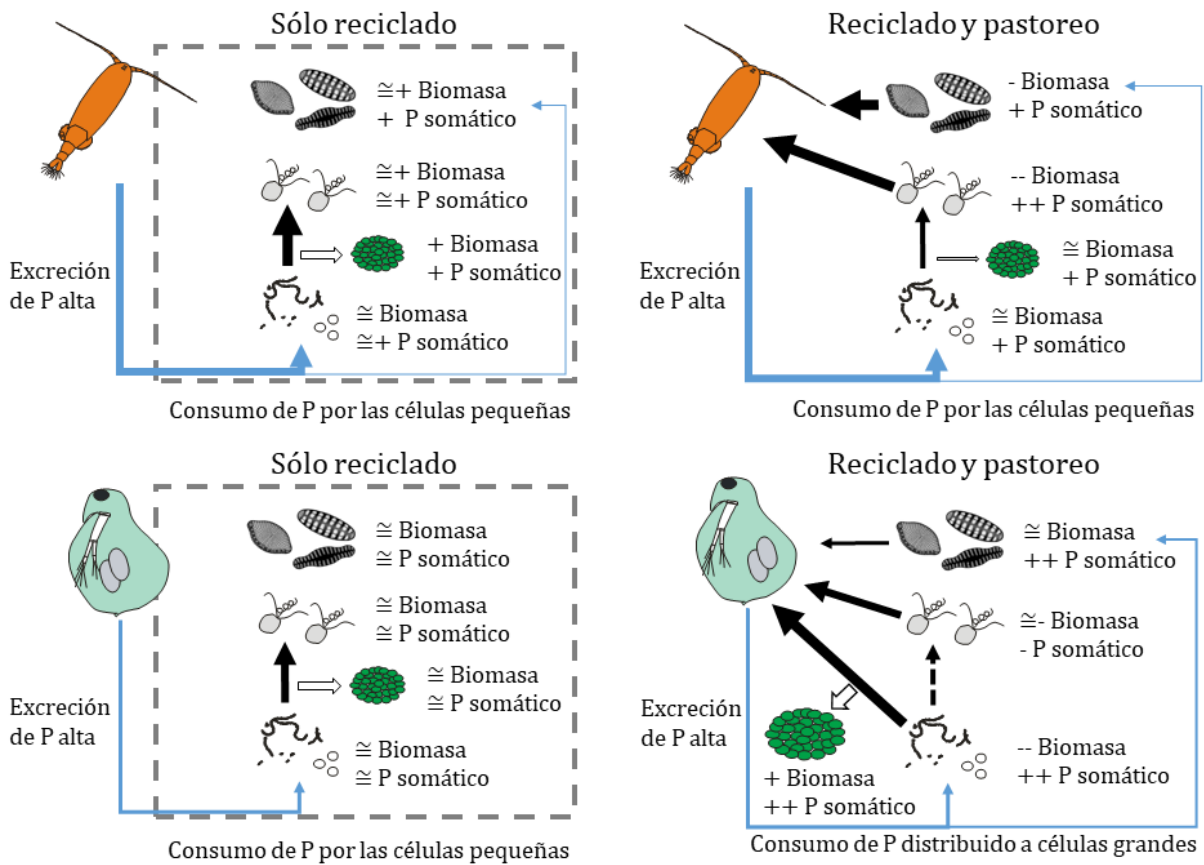 Sólo reciclado
≅+ Biomasa
+ P somático
≅+ Biomasa
≅+ P somático
+ Biomasa
+ P somático
≅ Biomasa
≅+ P somático
Excreción
de P alta
Consumo de P por las células pequeñas
Reciclado y pastoreo
- Biomasa
+ P somático
-- Biomasa
++ P somático
≅ Biomasa
+ P somático
≅ Biomasa
+ P somático
Excreción
de P alta
Consumo de P por las células pequeñas
Sólo reciclado
≅ Biomasa
≅ P somático
≅ Biomasa
≅ P somático
≅ Biomasa
≅ P somático
≅ Biomasa
≅ P somático
Excreción
de P alta
Consumo de P por las células pequeñas
Reciclado y pastoreo
≅ Biomasa
++ P somático
≅- Biomasa
- P somático
Excreción
de P alta
-- Biomasa
++ P somático
+ Biomasa
++ P somático
Consumo de P distribuido a células grandes